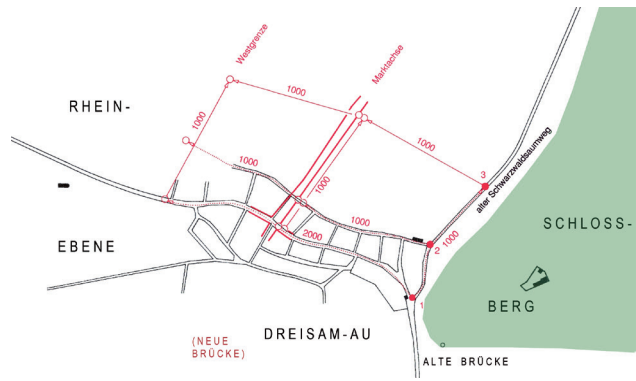 Westgrenze
Marktachse
1000
RHEIN-
1000
1000
1000
3
alter Schwarzwaldsaumweg
1000
1000
SCHLOSS-
1000
2000
2
1000
EBENE
1
BERG
DREISAM-AU
(NEUE
BRÜCKE)
ALTE BRÜCKE